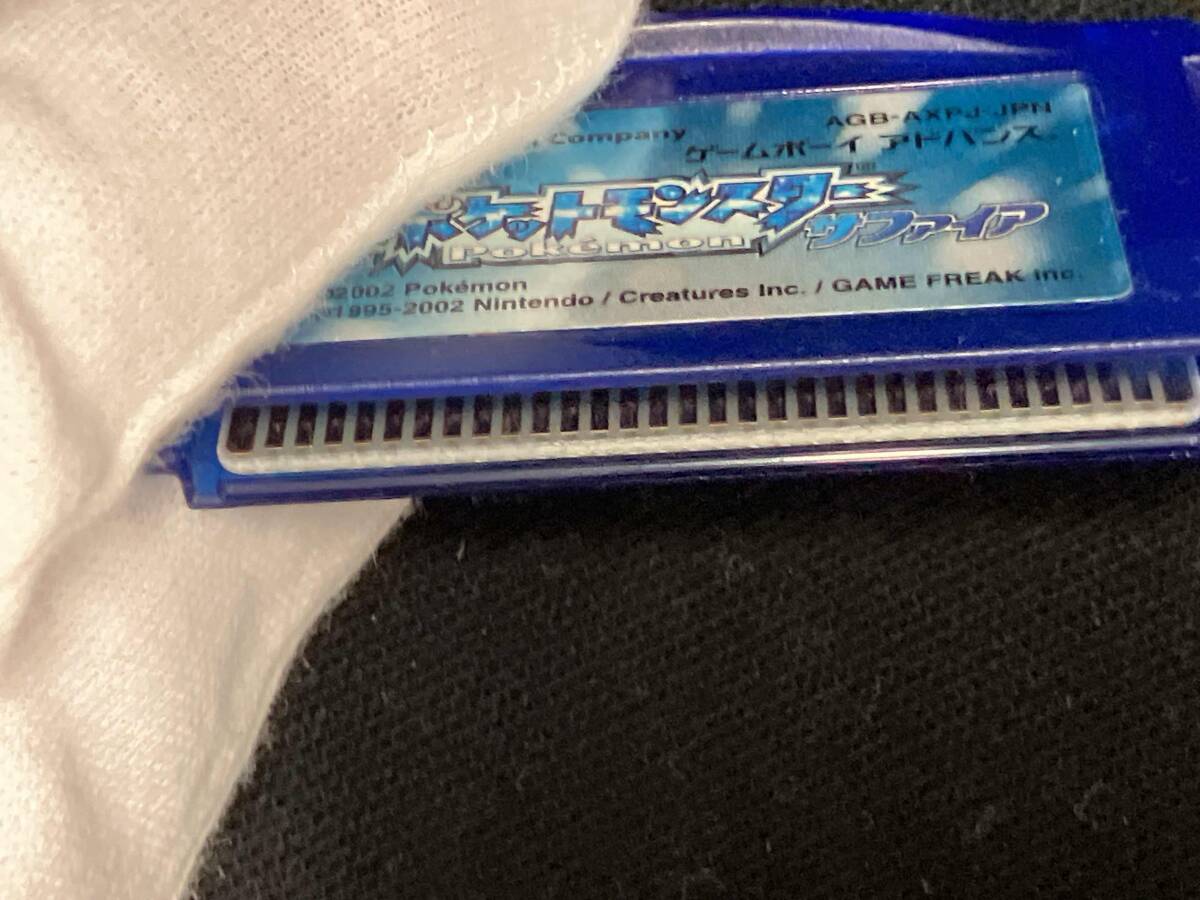 Company
AGB-AXPJ-JPN
ゲームボーイ アドバンス
ポケットモンスター
Pokémon
サファイア
2002 Pokémon
1995-2002 Nintendo / Creatures Inc. / GAME FREAK inc.